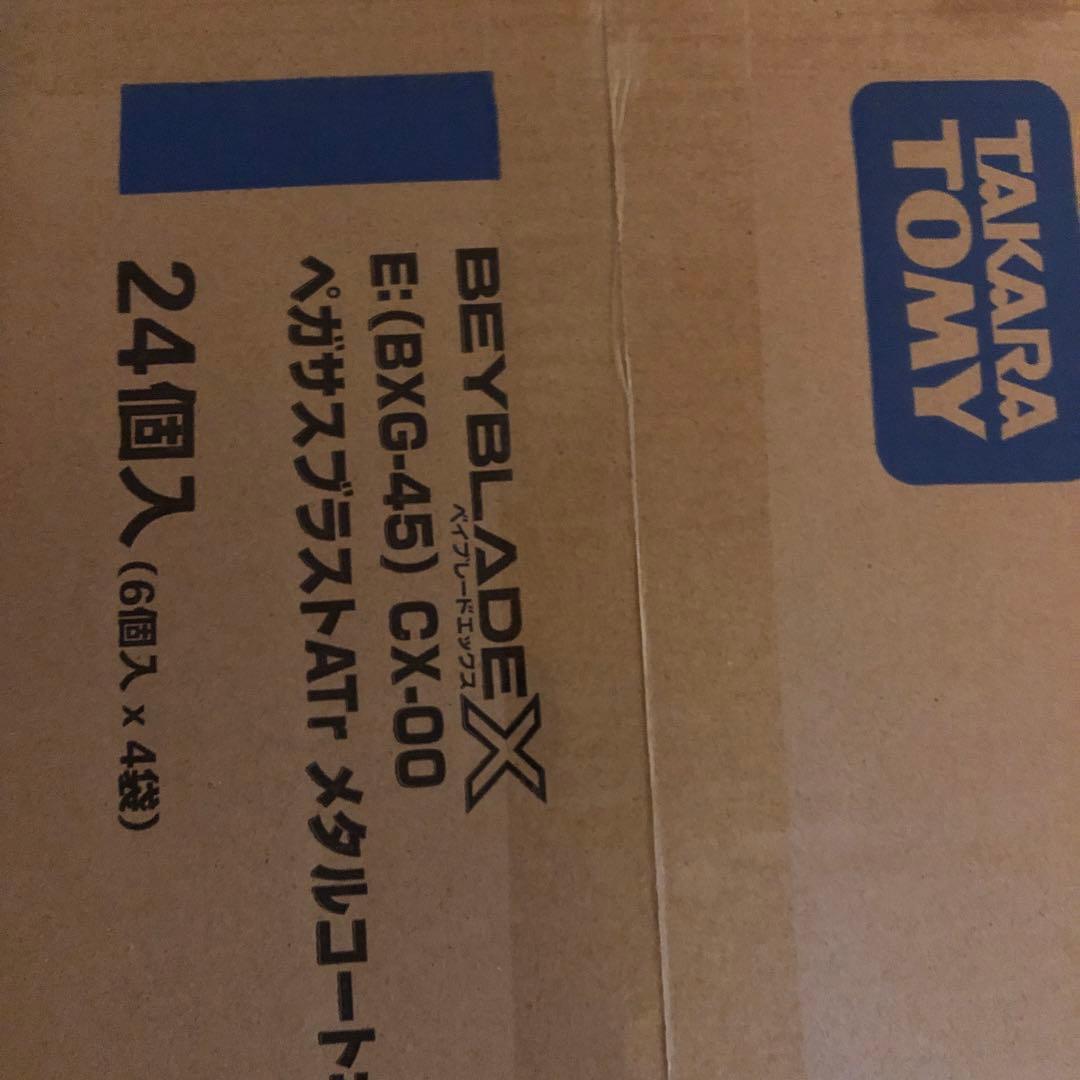 TAKARA
TOMY
BEYBLADE X
ベイブレードエックス
E:(BXG-45) CX-00
ペガサスブラストATr メタルコート
24個入(6個入 x 4袋)